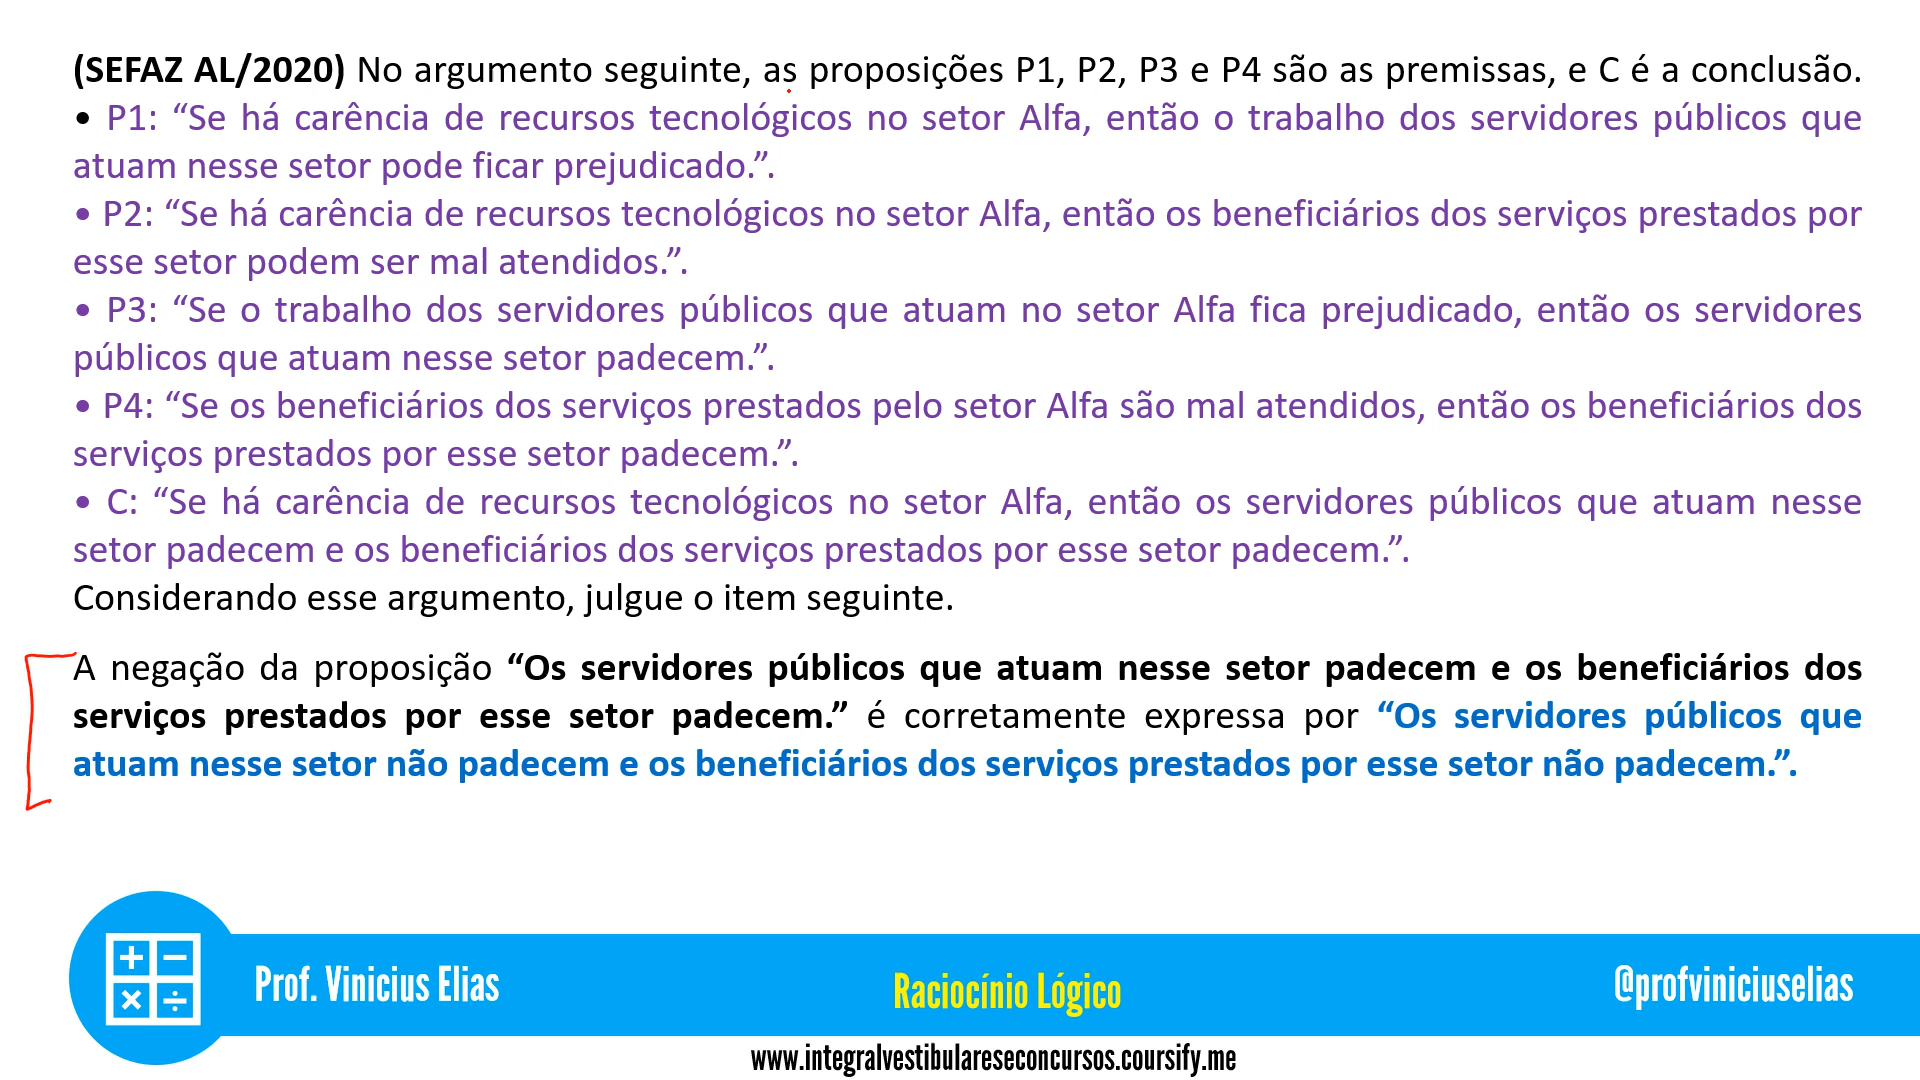 (SEFAZ AL/2020) No argumento seguinte, as proposições P1, P2, P3 e P4 são as premissas, e C é a conclusão.
• P1: “Se há carência de recursos tecnológicos no setor Alfa, então o trabalho dos servidores públicos que
atuam nesse setor pode ficar prejudicado.”.
• P2: “Se há carência de recursos tecnológicos no setor Alfa, então os beneficiários dos serviços prestados por
esse setor podem ser mal atendidos.”.
• P3: “Se o trabalho dos servidores públicos que atuam no setor Alfa fica prejudicado, então os servidores
públicos que atuam nesse setor padecem.”.
• P4: “Se os beneficiários dos serviços prestados pelo setor Alfa são mal atendidos, então os beneficiários dos
serviços prestados por esse setor padecem.”.
• C: “Se há carência de recursos tecnológicos no setor Alfa, então os servidores públicos que atuam nesse
setor padecem e os beneficiários dos serviços prestados por esse setor padecem.”.
Considerando esse argumento, julgue o item seguinte.
A negação da proposição “Os servidores públicos que atuam nesse setor padecem e os beneficiários dos
serviços prestados por esse setor padecem.” é corretamente expressa por “Os servidores públicos que
atuam nesse setor não padecem e os beneficiários dos serviços prestados por esse setor não padecem.”.
Prof. Vinicius Elias
Raciocínio Lógico
@profviniciuselias
www.integralvestibulareseconcursos.coursify.me